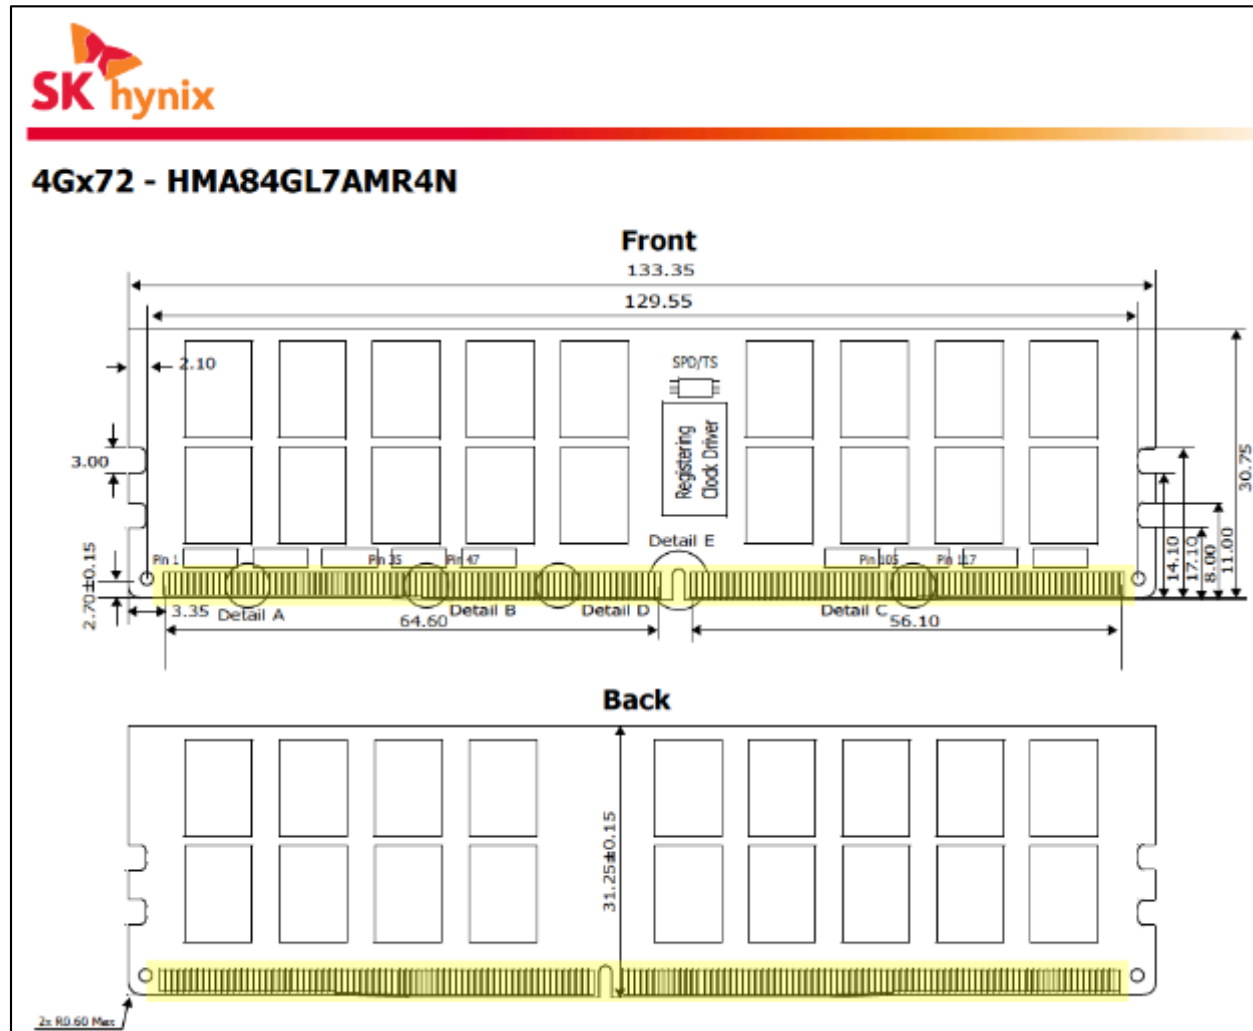 SK hynix
4Gx72 - HMA84GL7AMR4N
Front
133.35
129.55
2.10
SPD/TS
3.00
Registering
Clock Driver
30.75
14.10
17.10
8.00
11.00
Detail E
Pin 1
Pin 35
Pin 47
Pin 105
Pin 117
2.70±0.15
3.35
Detail A
Detail B
Detail D
Detail C
64.60
56.10
Back
31.25±0.15
2x R0.60 Max